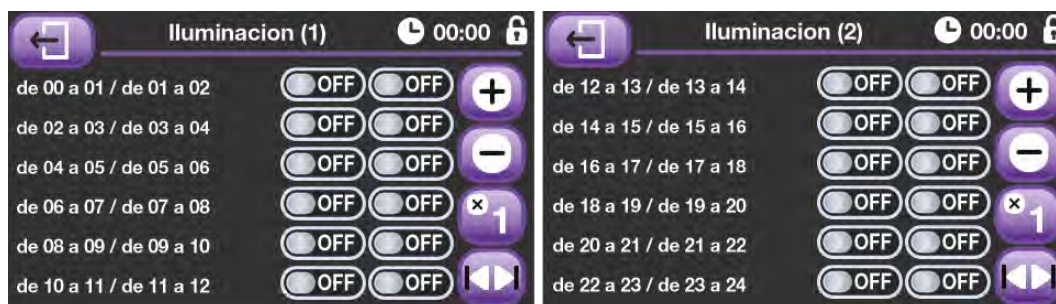 Iluminacion (1) 00:00
de 00 a 01 / de 01 a 02 OFF OFF
de 02 a 03 / de 03 a 04 OFF OFF
de 04 a 05 / de 05 a 06 OFF OFF
de 06 a 07 / de 07 a 08 OFF OFF
de 08 a 09 / de 09 a 10 OFF OFF
de 10 a 11 / de 11 a 12 OFF OFF
+
−
×1
Iluminacion (2) 00:00
de 12 a 13 / de 13 a 14 OFF OFF
de 14 a 15 / de 15 a 16 OFF OFF
de 16 a 17 / de 17 a 18 OFF OFF
de 18 a 19 / de 19 a 20 OFF OFF
de 20 a 21 / de 21 a 22 OFF OFF
de 22 a 23 / de 23 a 24 OFF OFF
+
−
×1